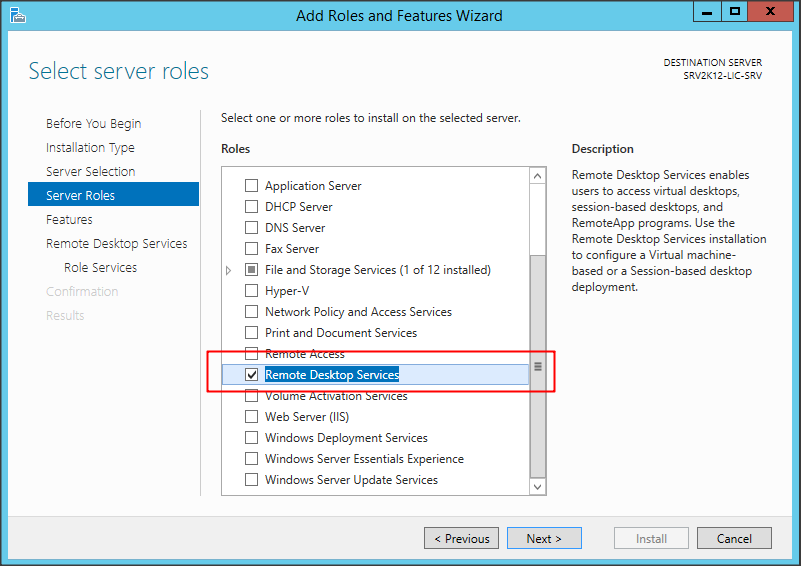 Add Roles and Features Wizard
Select server roles
DESTINATION SERVER
SRV2K12-LIC-SRV
Before You Begin
Installation Type
Server Selection
Server Roles
Features
Remote Desktop Services
Role Services
Confirmation
Results
Select one or more roles to install on the selected server.
Roles
Application Server
DHCP Server
DNS Server
Fax Server
File and Storage Services (1 of 12 installed)
Hyper-V
Network Policy and Access Services
Print and Document Services
Remote Access
Remote Desktop Services
Volume Activation Services
Web Server (IIS)
Windows Deployment Services
Windows Server Essentials Experience
Windows Server Update Services
Description
Remote Desktop Services enables
users to access virtual desktops,
session-based desktops, and
RemoteApp programs. Use the
Remote Desktop Services installation
to configure a Virtual machine-
based or a Session-based desktop
deployment.
< Previous
Next >
Install
Cancel